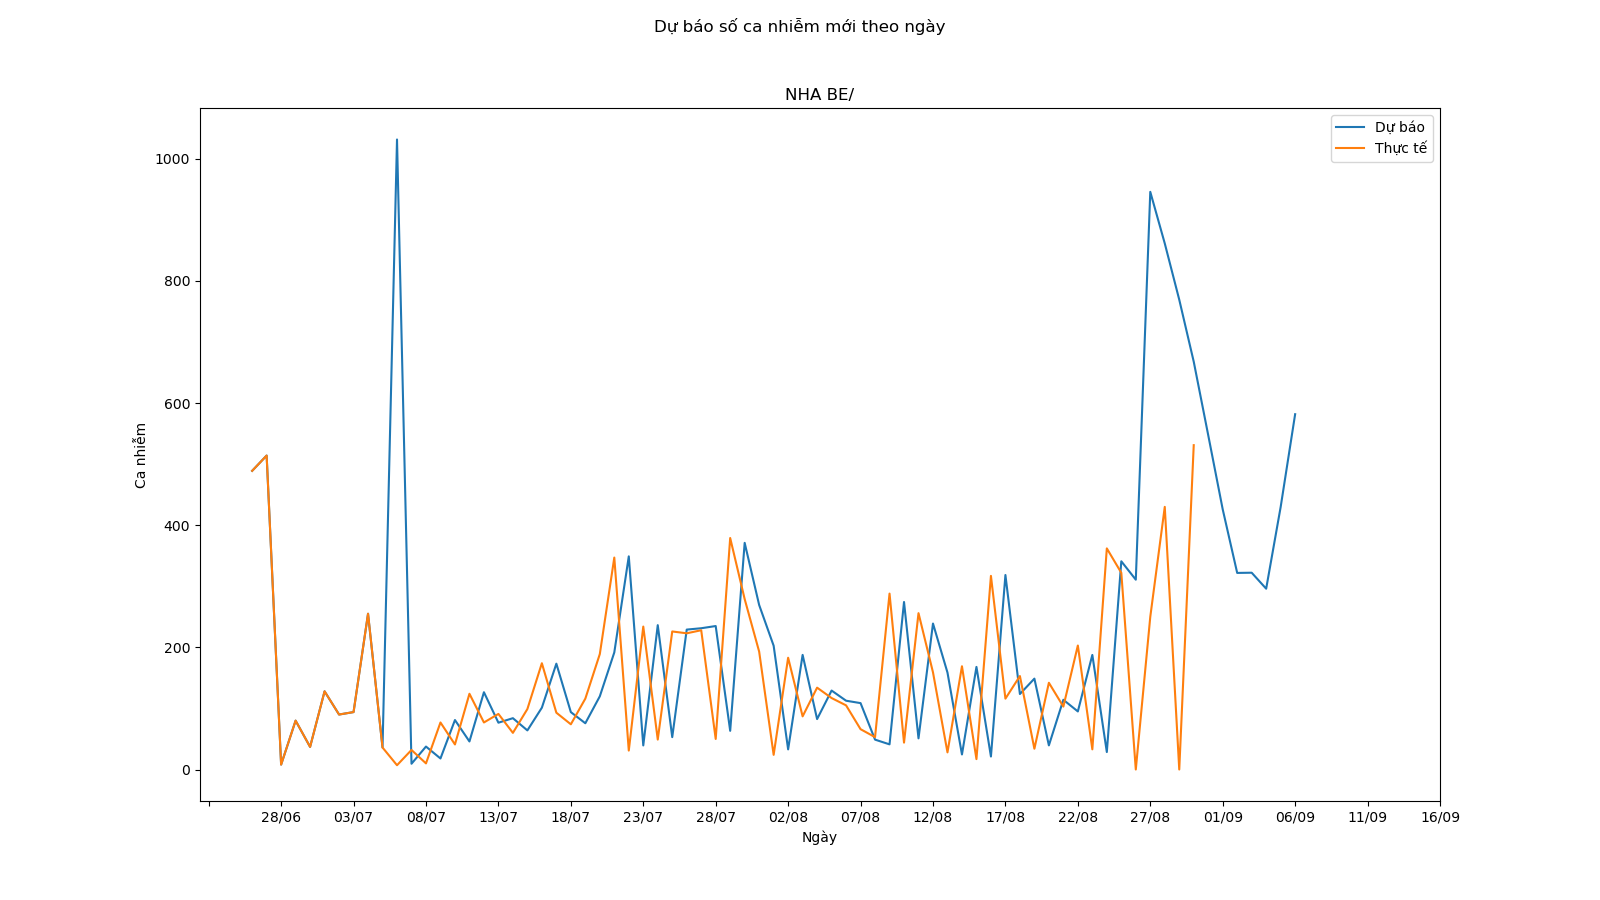 Dự báo số ca nhiễm mới theo ngày
NHA BE/
Dự báo
Thực tế
1000
800
600
400
200
0
Ca nhiễm
28/06 03/07 08/07 13/07 18/07 23/07 28/07 02/08 07/08 12/08 17/08 22/08 27/08 01/09 06/09 11/09 16/09
Ngày